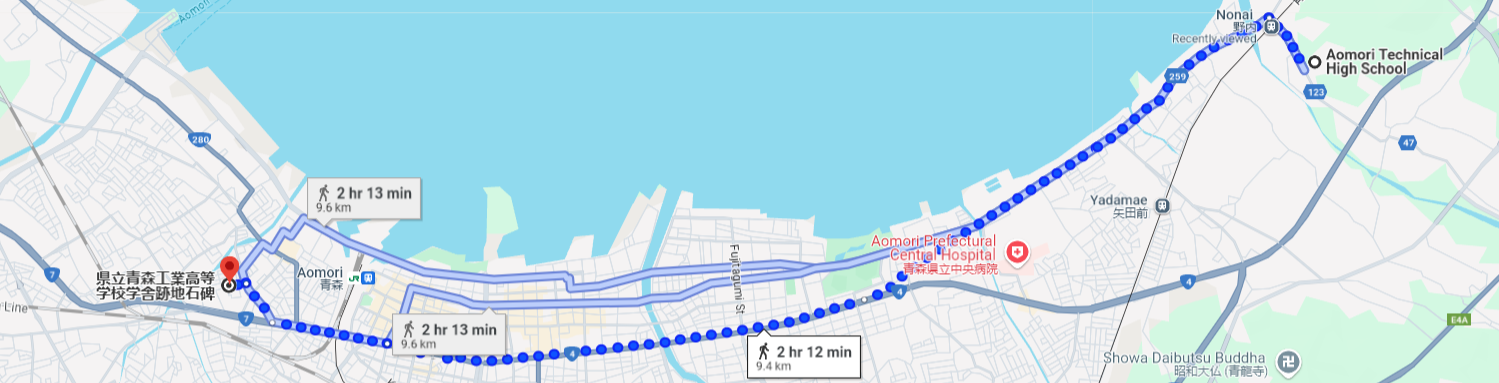 Aomori
Nonai
野内
Recently viewed
Aomori Technical
High School
259
123
280
47
2 hr 13 min
9.6 km
Yadamae
矢田前
Aomori Prefectural
Central Hospital
青森県立中央病院
Fujitagumi St
県立青森工業高等
学校学舎跡地石碑
Aomori
青森
JR
7
Line
7
4
4
2 hr 13 min
9.6 km
4
2 hr 12 min
9.4 km
E4A
Showa Daibutsu Buddha
昭和大仏 (青龍寺)